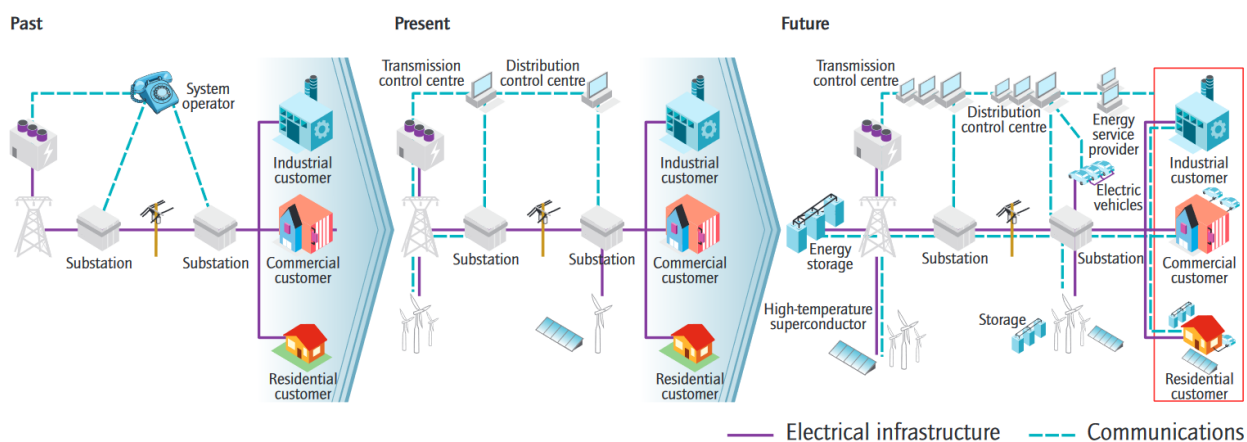 Past
System
operator
Substation
Substation
Industrial
customer
Commercial
customer
Residential
customer
Present
Transmission
control centre
Distribution
control centre
Substation
Substation
Industrial
customer
Commercial
customer
Residential
customer
Future
Transmission
control centre
Distribution
control centre
Energy
service
provider
Electric
vehicles
Energy
storage
Substation
Substation
High-temperature
superconductor
Storage
Industrial
customer
Commercial
customer
Residential
customer
Electrical infrastructure
Communications